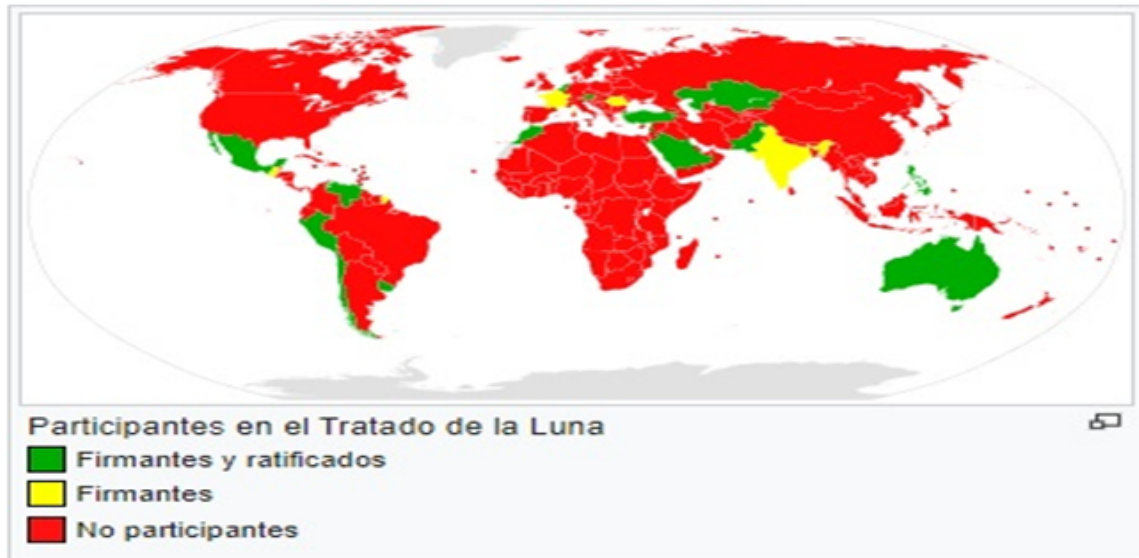 Participantes en el Tratado de la Luna
Firmantes y ratificados
Firmantes
No participantes